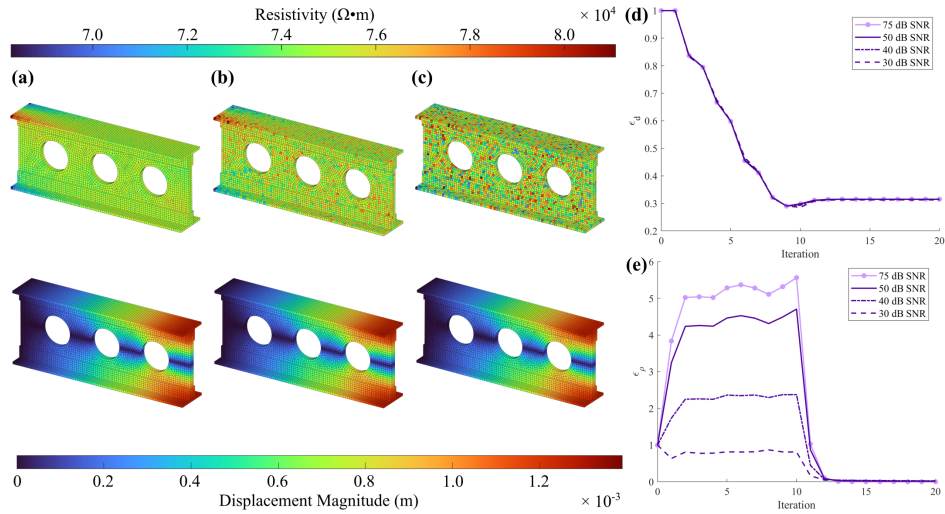 Resistivity (Ω•m)
× 10⁴
7.0 7.2 7.4 7.6 7.8 8.0
(a) (b) (c)
0 0.2 0.4 0.6 0.8 1.0 1.2
Displacement Magnitude (m)
× 10⁻³
(d)
75 dB SNR
50 dB SNR
40 dB SNR
30 dB SNR
1
0.9
0.8
0.7
0.6
0.5
0.4
0.3
0.2
ϵd
0 5 10 15 20
Iteration
(e)
75 dB SNR
50 dB SNR
40 dB SNR
30 dB SNR
6
5
4
3
2
1
0
ϵρ
0 5 10 15 20
Iteration